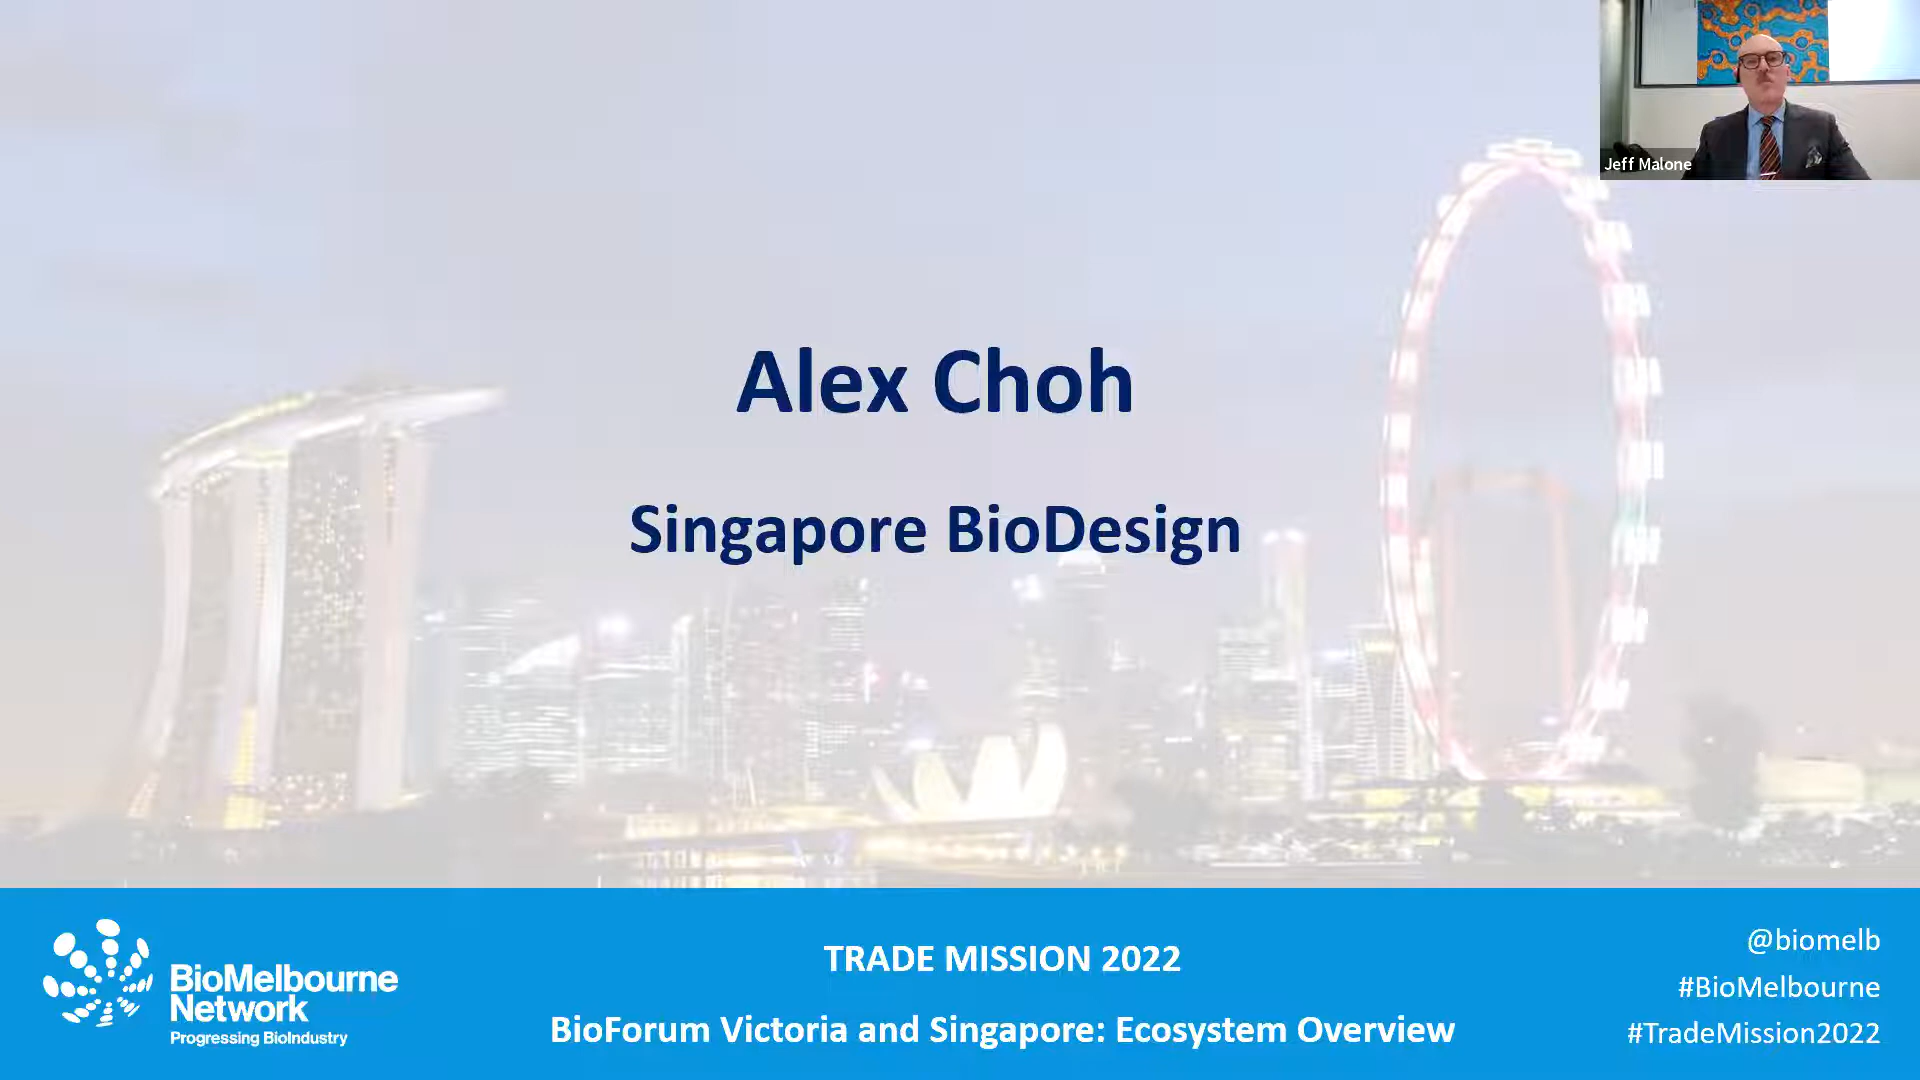 Jeff Malone
Alex Choh
Singapore BioDesign
BioMelbourne
Network
Progressing BioIndustry
TRADE MISSION 2022
BioForum Victoria and Singapore: Ecosystem Overview
@biomelb
#BioMelbourne
#TradeMission2022